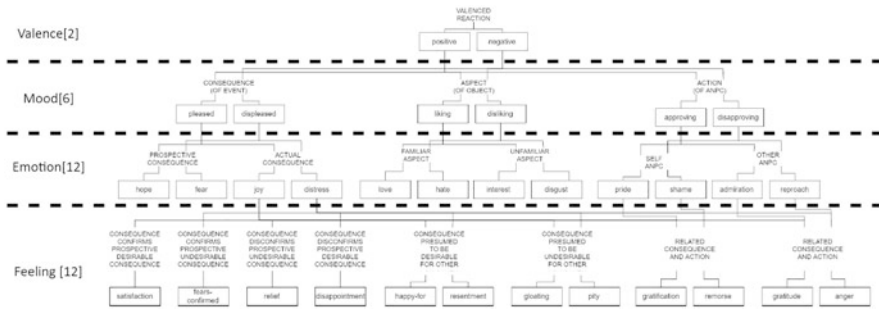 VALENCED
REACTION
Valence[2]
positive negative
CONSEQUENCE
(OF EVENT)
ASPECT
(OF OBJECT)
ACTION
(OF ANPC)
Mood[6]
pleased displeased liking disliking approving disapproving
PROSPECTIVE
CONSEQUENCE
ACTUAL
CONSEQUENCE
FAMILIAR
ASPECT
UNFAMILIAR
ASPECT
SELF
ANPC
OTHER
ANPC
Emotion[12]
hope fear joy distress love hate interest disgust pride shame admiration reproach
CONSEQUENCE
CONFIRMS
PROSPECTIVE
DESIRABLE
CONSEQUENCE
CONSEQUENCE
CONFIRMS
PROSPECTIVE
UNDESIRABLE
CONSEQUENCE
CONSEQUENCE
DISCONFIRMS
PROSPECTIVE
UNDESIRABLE
CONSEQUENCE
CONSEQUENCE
DISCONFIRMS
PROSPECTIVE
DESIRABLE
CONSEQUENCE
CONSEQUENCE
PRESUMED
TO BE
DESIRABLE
FOR OTHER
CONSEQUENCE
PRESUMED
TO BE
UNDESIRABLE
FOR OTHER
RELATED
CONSEQUENCE
AND ACTION
RELATED
CONSEQUENCE
AND ACTION
Feeling [12]
satisfaction
fears-
confirmed
relief disappointment happy-for resentment gloating pity gratification remorse gratitude anger